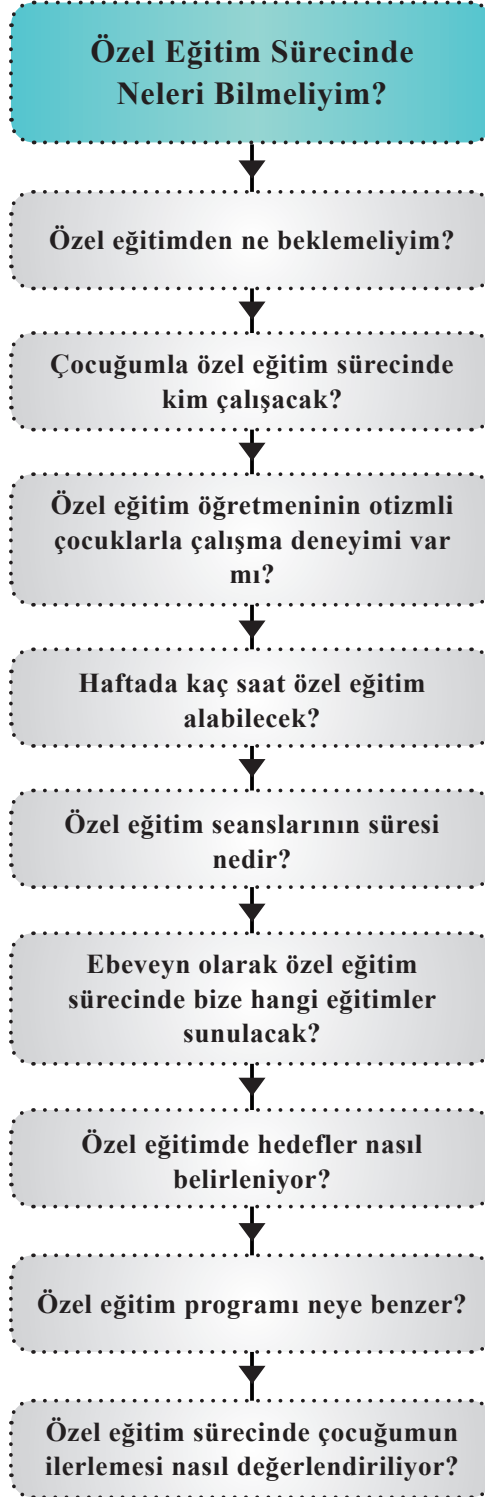 Özel Eğitim Sürecinde
Neleri Bilmeliyim?
Özel eğitimden ne beklemeliyim?
Çocuğumla özel eğitim sürecinde
kim çalışacak?
Özel eğitim öğretmeninin otizmli
çocuklarla çalışma deneyimi var
mı?
Haftada kaç saat özel eğitim
alabilecek?
Özel eğitim seanslarının süresi
nedir?
Ebeveyn olarak özel eğitim
sürecinde bize hangi eğitimler
sunulacak?
Özel eğitimde hedefler nasıl
belirleniyor?
Özel eğitim programı neye benzer?
Özel eğitim sürecinde çocuğumun
ilerlemesi nasıl değerlendiriliyor?